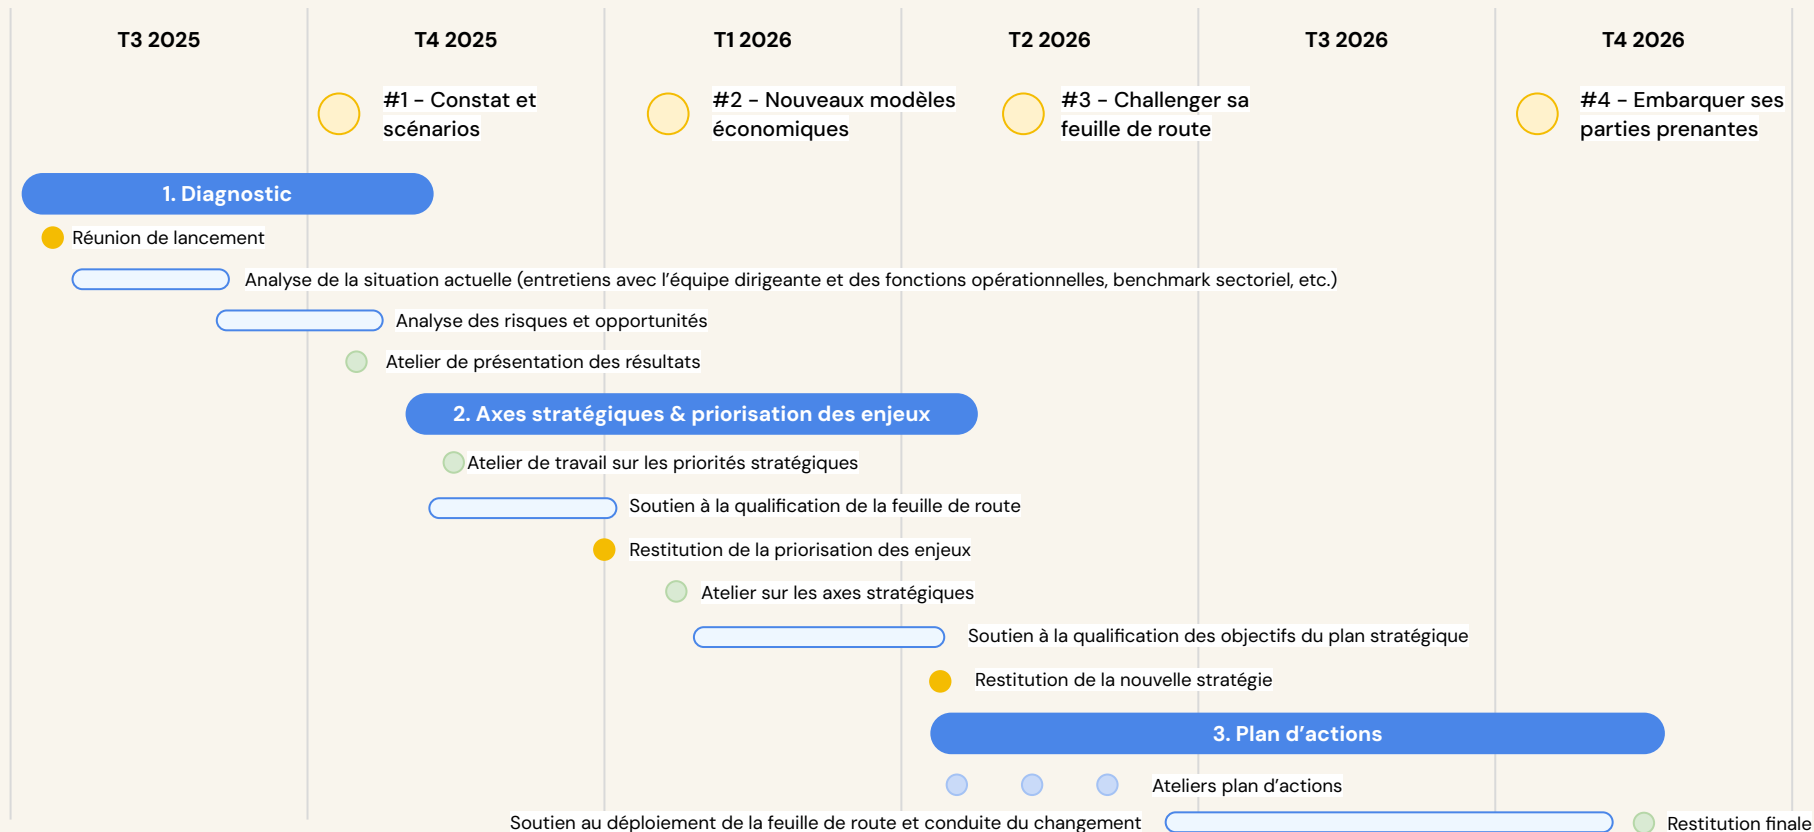 T3 2025
T4 2025
T1 2026
T2 2026
T3 2026
T4 2026
#1 - Constat et
scénarios
#2 - Nouveaux modèles
économiques
#3 - Challenger sa
feuille de route
#4 - Embarquer ses
parties prenantes
1. Diagnostic
Réunion de lancement
Analyse de la situation actuelle (entretiens avec l'équipe dirigeante et des fonctions opérationnelles, benchmark sectoriel, etc.)
Analyse des risques et opportunités
Atelier de présentation des résultats
2. Axes stratégiques & priorisation des enjeux
Atelier de travail sur les priorités stratégiques
Soutien à la qualification de la feuille de route
Restitution de la priorisation des enjeux
Atelier sur les axes stratégiques
Soutien à la qualification des objectifs du plan stratégique
Restitution de la nouvelle stratégie
3. Plan d'actions
Ateliers plan d'actions
Soutien au déploiement de la feuille de route et conduite du changement
Restitution finale